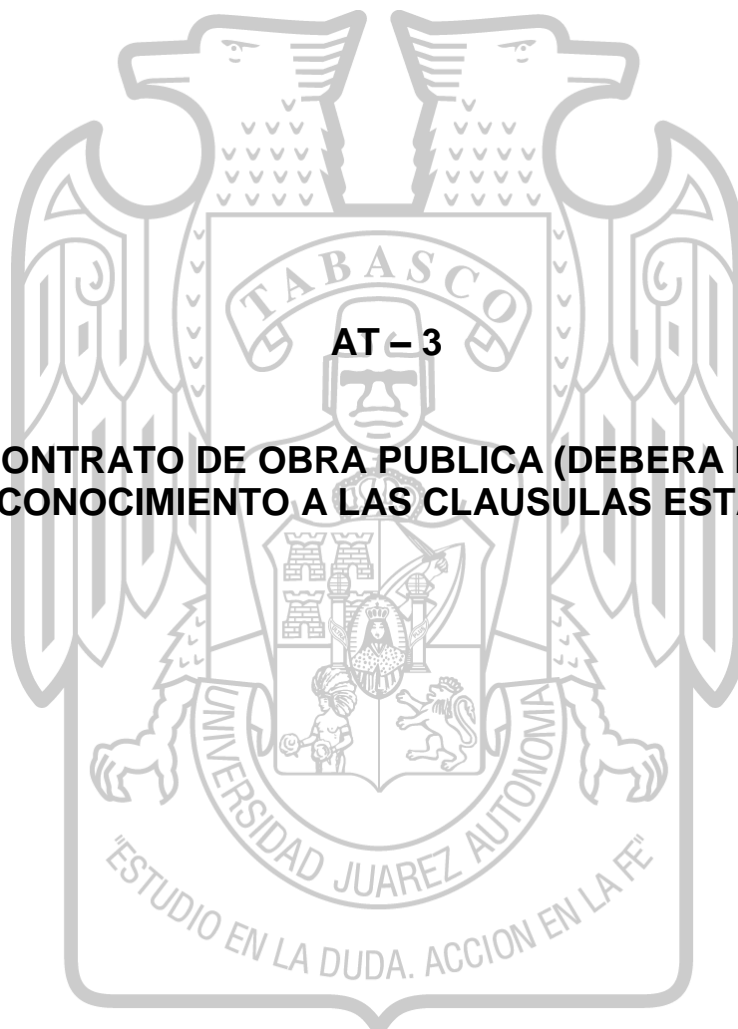 TABASCO
AT – 3
ONTRATO DE OBRA PUBLICA (DEBERA
CONOCIMIENTO A LAS CLAUSULAS ESTA
UNIVERSIDAD JUAREZ AUTONOMA
"ESTUDIO EN LA DUDA. ACCION EN LA FE"